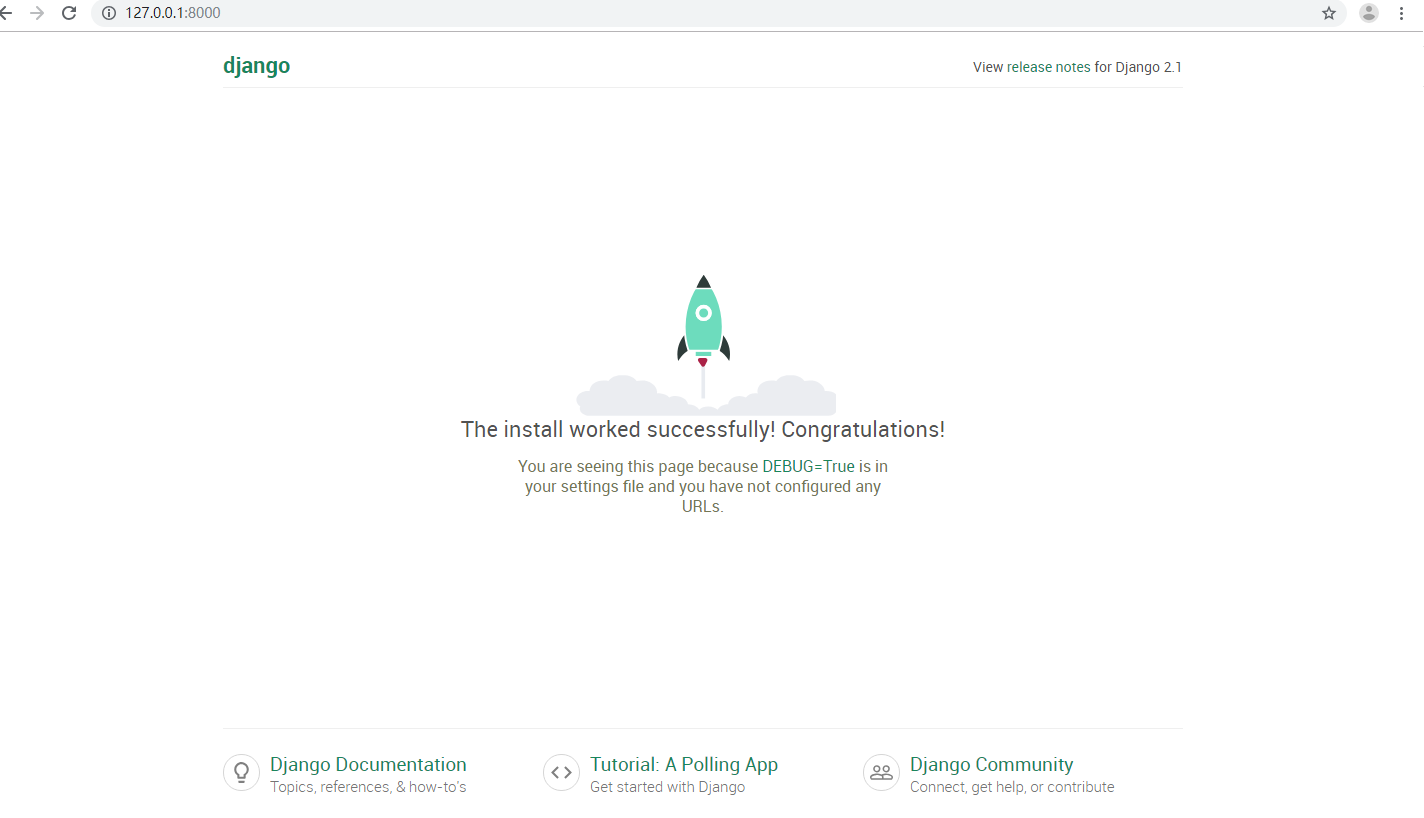 127.0.0.1:8000
django
View release notes for Django 2.1
The install worked successfully! Congratulations!
You are seeing this page because DEBUG=True is in
your settings file and you have not configured any
URLs.
Django Documentation
Topics, references, & how-to's
Tutorial: A Polling App
Get started with Django
Django Community
Connect, get help, or contribute